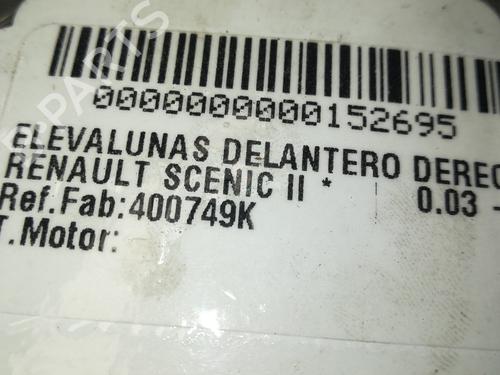 0000000000152695
ELEVALUNAS DELANTERO DEREC
RENAULT SCENIC II * 0.03 -
Ref.Fab:400749K
T.Motor: